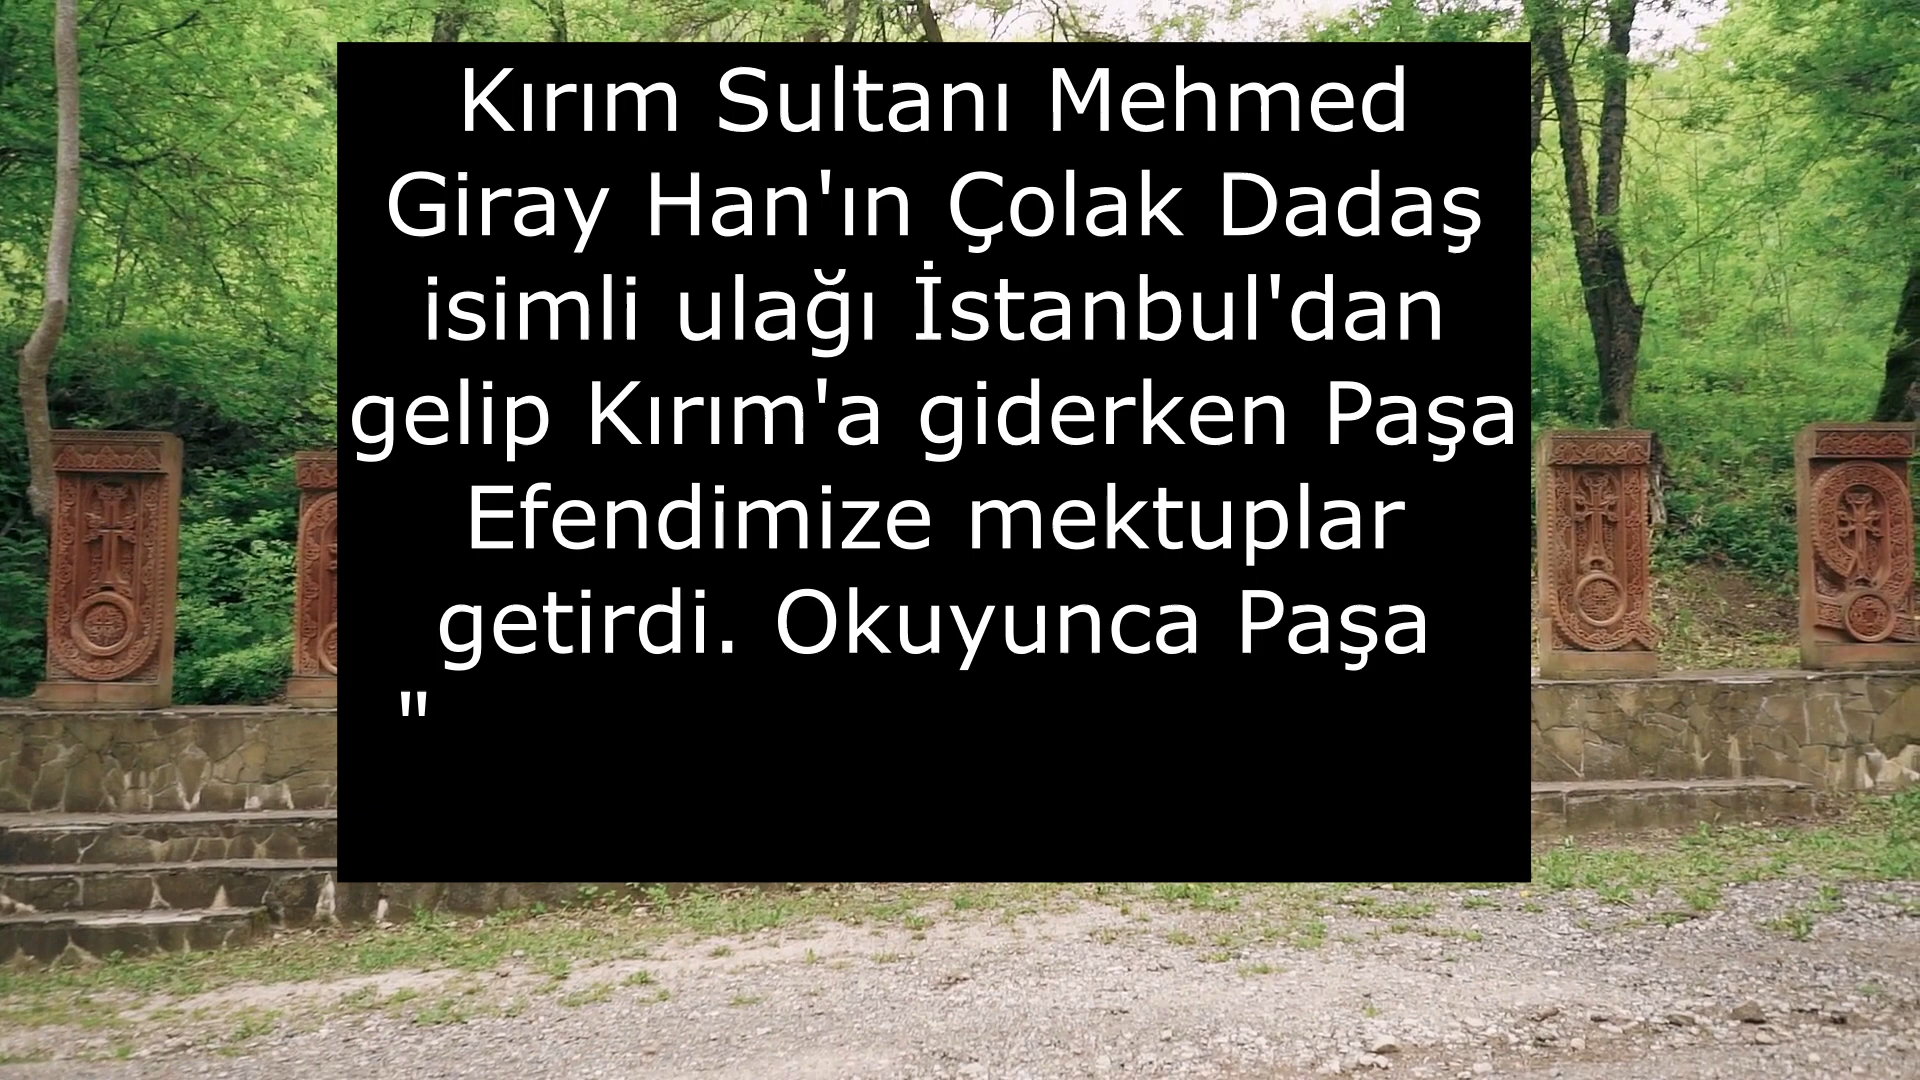 Kırım Sultanı Mehmed
Giray Han'ın Çolak Dadaş
isimli ulağı İstanbul'dan
gelip Kırım'a giderken Paşa
Efendimize mektuplar
getirdi. Okuyunca Paşa
"